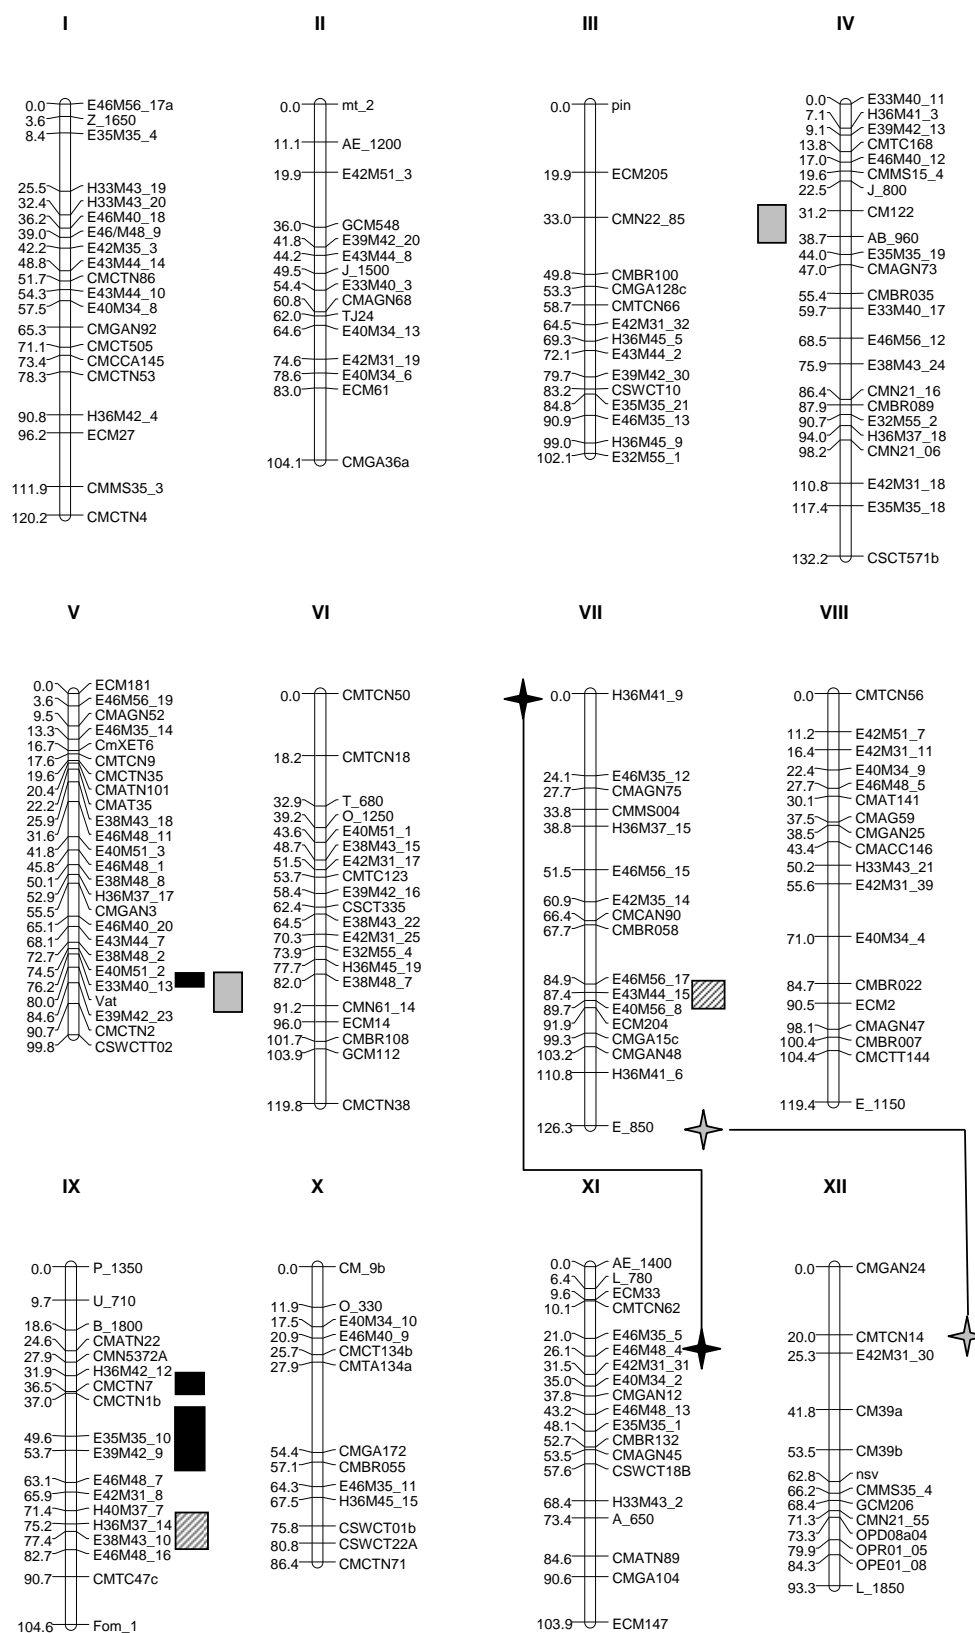 I
0.0 E46M56_17a
3.6 Z_1650
8.4 E35M35_4
25.5 H33M43_19
32.4 H33M43_20
36.2 E46M40_18
39.0 E46/M48_9
42.2 E42M35_3
48.8 E43M44_14
51.7 CMCTN86
54.3 E43M44_10
57.5 E40M34_8
65.3 CMGAN92
71.1 CMCT505
73.4 CMCCA145
78.3 CMCTN53
90.8 H36M42_4
96.2 ECM27
111.9 CMMS35_3
120.2 CMCTN4
II
0.0 mt_2
11.1 AE_1200
19.9 E42M51_3
36.0 GCM548
41.8 E39M42_20
44.2 E43M44_8
49.5 J_1500
54.4 E33M40_3
60.8 CMAGN68
62.0 TJ24
64.6 E40M34_13
74.6 E42M31_19
78.6 E40M34_6
83.0 ECM61
104.1 CMGA36a
III
0.0 pin
19.9 ECM205
33.0 CMN22_85
49.8 CMBR100
53.3 CMGA128c
58.7 CMTCN66
64.5 E42M31_32
69.3 H36M45_5
72.1 E43M44_2
79.7 E39M42_30
83.2 CSWCT10
84.8 E35M35_21
90.9 E46M35_13
99.0 H36M45_9
102.1 E32M55_1
IV
0.0 E33M40_11
7.1 H36M41_3
9.1 E39M42_13
13.8 CMTC168
17.0 E46M40_12
19.6 CMMS15_4
22.5 J_800
31.2 CM122
38.7 AB_960
44.0 E35M35_19
47.0 CMAGN73
55.4 CMBR035
59.7 E33M40_17
68.5 E46M56_12
75.9 E38M43_24
86.4 CMN21_16
87.9 CMBR089
90.7 E32M55_2
94.0 H36M37_18
98.2 CMN21_06
110.8 E42M31_18
117.4 E35M35_18
132.2 CSCT571b
V
0.0 ECM181
3.6 E46M56_19
9.5 CMAGN52
13.3 E46M35_14
16.7 CmXET6
17.6 CMTCN9
19.6 CMCTN35
20.4 CMATN101
22.2 CMAT35
25.9 E38M43_18
31.6 E46M48_11
41.8 E40M51_3
45.8 E46M48_1
50.1 E38M48_8
52.9 H36M37_17
55.5 CMGAN3
65.1 E46M40_20
68.1 E43M44_7
72.7 E38M48_2
74.5 E40M51_2
76.2 E33M40_13
80.0 Vat
84.6 E39M42_23
90.7 CMCTN2
99.8 CSWCTT02
VI
0.0 CMTCN50
18.2 CMTCN18
32.9 T_680
39.2 O_1250
43.6 E40M51_1
48.7 E38M43_15
51.5 E42M31_17
53.7 CMTC123
58.4 E39M42_16
62.4 CSCT335
64.5 E38M43_22
70.3 E42M31_25
73.9 E32M55_4
77.7 H36M45_19
82.0 E38M48_7
91.2 CMN61_14
96.0 ECM14
101.7 CMBR108
103.9 GCM112
119.8 CMCTN38
VII
0.0 H36M41_9
24.1 E46M35_12
27.7 CMAGN75
33.8 CMMS004
38.8 H36M37_15
51.5 E46M56_15
60.9 E42M35_14
66.4 CMCAN90
67.7 CMBR058
84.9 E46M56_17
87.4 E43M44_15
89.7 E40M56_8
91.9 ECM204
99.3 CMGA15c
103.2 CMGAN48
110.8 H36M41_6
126.3 E_850
VIII
0.0 CMTCN56
11.2 E42M51_7
16.4 E42M31_11
22.4 E40M34_9
27.7 E46M48_5
30.1 CMAT141
37.5 CMAG59
38.5 CMGAN25
43.4 CMACC146
50.2 H33M43_21
55.6 E42M31_39
71.0 E40M34_4
84.7 CMBR022
90.5 ECM2
98.1 CMAGN47
100.4 CMBR007
104.4 CMCTT144
119.4 E_1150
IX
0.0 P_1350
9.7 U_710
18.6 B_1800
24.6 CMATN22
27.9 CMN5372A
31.9 H36M42_12
36.5 CMCTN7
37.0 CMCTN1b
49.6 E35M35_10
53.7 E39M42_9
63.1 E46M48_7
65.9 E42M31_8
71.4 H40M37_7
75.2 H36M37_14
77.4 E38M43_10
82.7 E46M48_16
90.7 CMTC47c
104.6 Fom_1
X
0.0 CM_9b
11.9 O_330
17.5 E40M34_10
20.9 E46M40_9
25.7 CMCT134b
27.9 CMTA134a
54.4 CMGA172
57.1 CMBR055
64.3 E46M35_11
67.5 H36M45_15
75.8 CSWCT01b
80.8 CSWCT22A
86.4 CMCTN71
XI
0.0 AE_1400
6.4 L_780
9.6 ECM33
10.1 CMTCN62
21.0 E46M35_5
26.1 E46M48_4
31.5 E42M31_31
35.0 E40M34_2
37.8 CMGAN12
43.2 E46M48_13
48.1 E35M35_1
52.7 CMBR132
53.5 CMAGN45
57.6 CSWCT18B
68.4 H33M43_2
73.4 A_650
84.6 CMATN89
90.6 CMGA104
103.9 ECM147
XII
0.0 CMGAN24
20.0 CMTCN14
25.3 E42M31_30
41.8 CM39a
53.5 CM39b
62.8 nsv
66.2 CMMS35_4
68.4 GCM206
71.3 CMN21_55
73.3 OPD08a04
79.9 OPR01_05
84.3 OPE01_08
93.3 L_1850